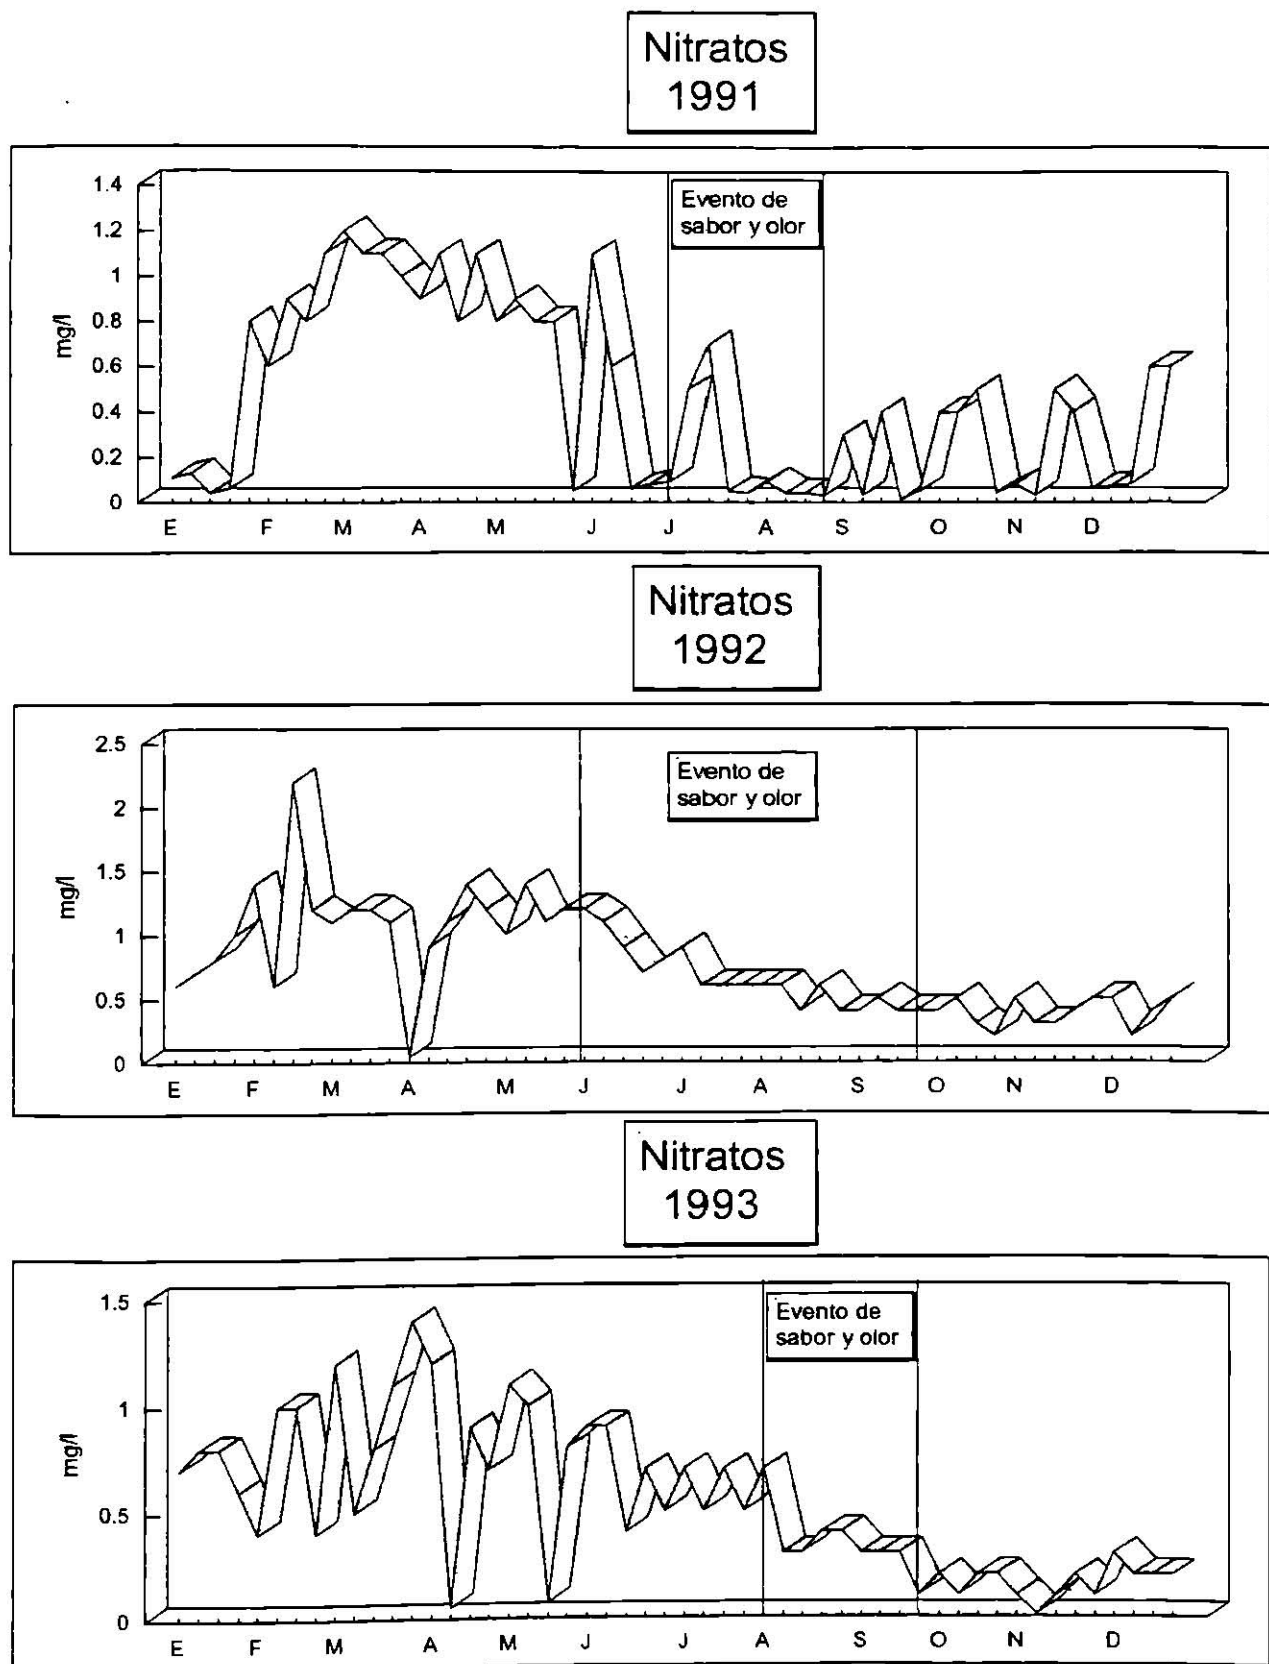 Nitratos
1991
Evento de
sabor y olor
mg/l
1.4
1.2
1
0.8
0.6
0.4
0.2
0
E F M A M J J A S O N D
Nitratos
1992
Evento de
sabor y olor
mg/l
2.5
2
1.5
1
0.5
0
E F M A M J J A S O N D
Nitratos
1993
Evento de
sabor y olor
mg/l
1.5
1
0.5
0
E F M A M J J A S O N D